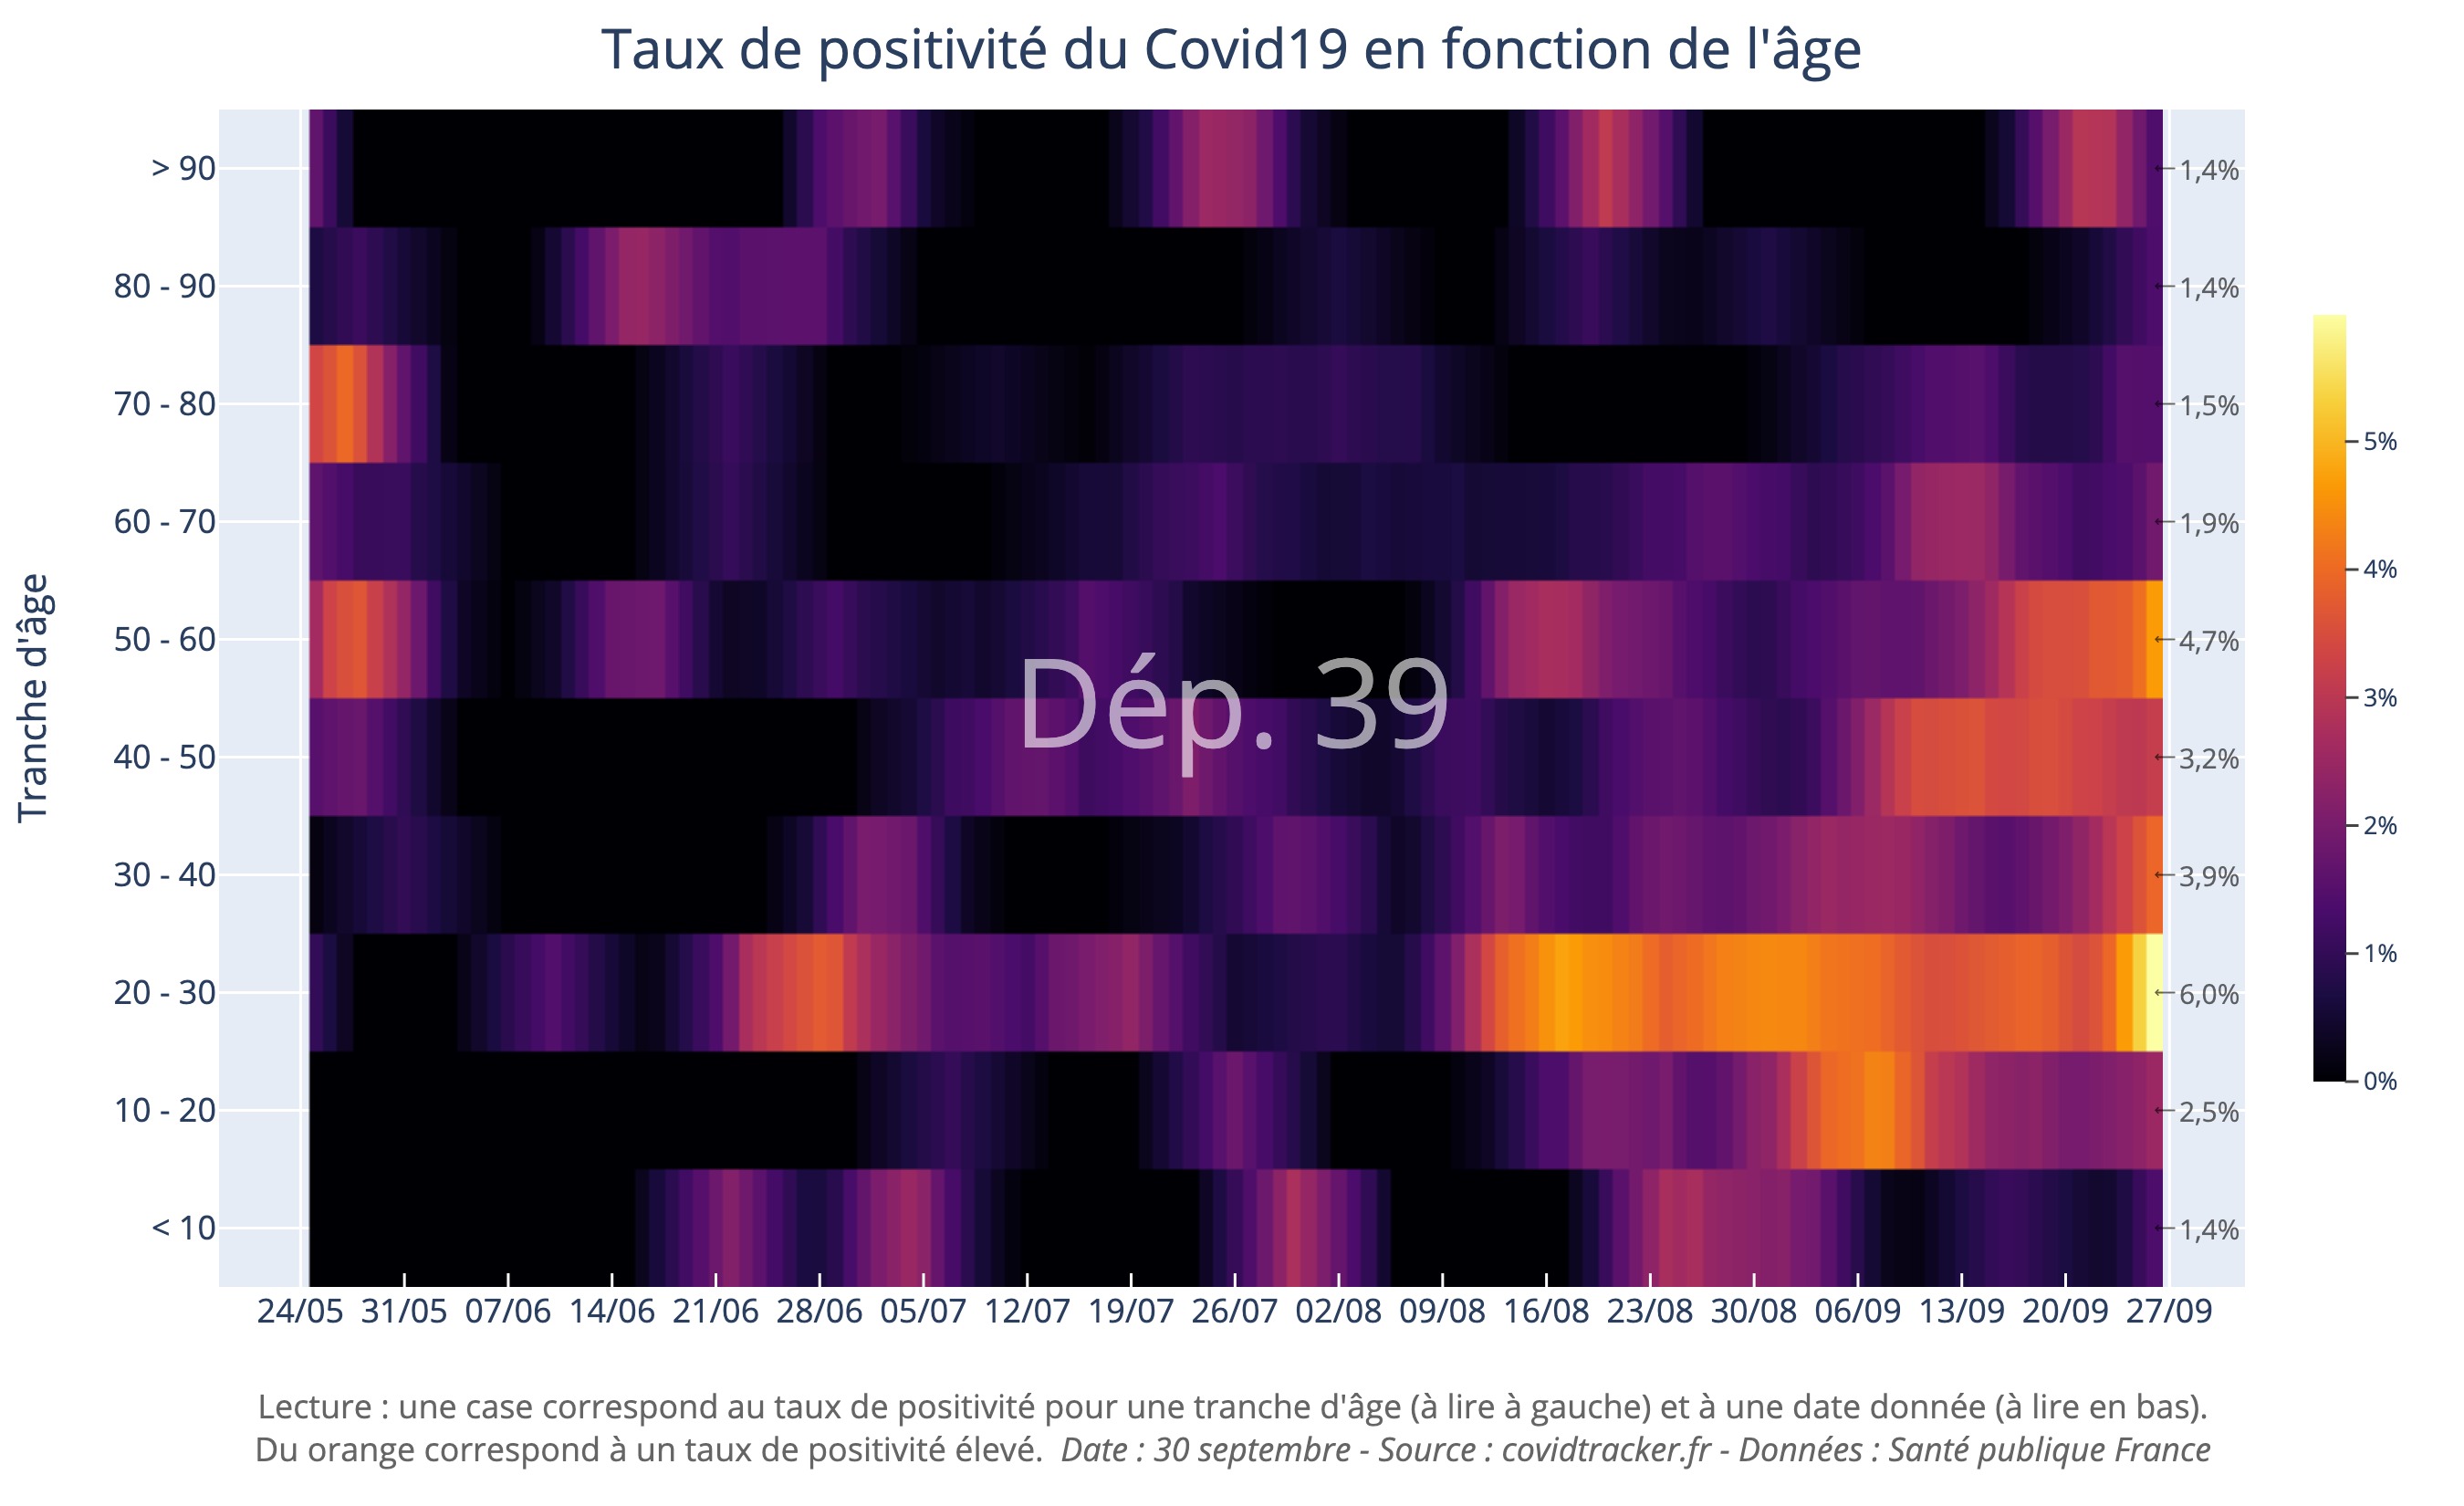 Taux de positivité du Covid19 en fonction de l'âge
Tranche d'âge
> 90
80 - 90
70 - 80
60 - 70
50 - 60
40 - 50
30 - 40
20 - 30
10 - 20
< 10
Dép. 39
1,4%
1,4%
1,5%
1,9%
4,7%
3,2%
3,9%
6,0%
2,5%
1,4%
5%
4%
3%
2%
1%
0%
24/05 31/05 07/06 14/06 21/06 28/06 05/07 12/07 19/07 26/07 02/08 09/08 16/08 23/08 30/08 06/09 13/09 20/09 27/09
Lecture : une case correspond au taux de positivité pour une tranche d'âge (à lire à gauche) et à une date donnée (à lire en bas).
Du orange correspond à un taux de positivité élevé. Date : 30 septembre - Source : covidtracker.fr - Données : Santé publique France